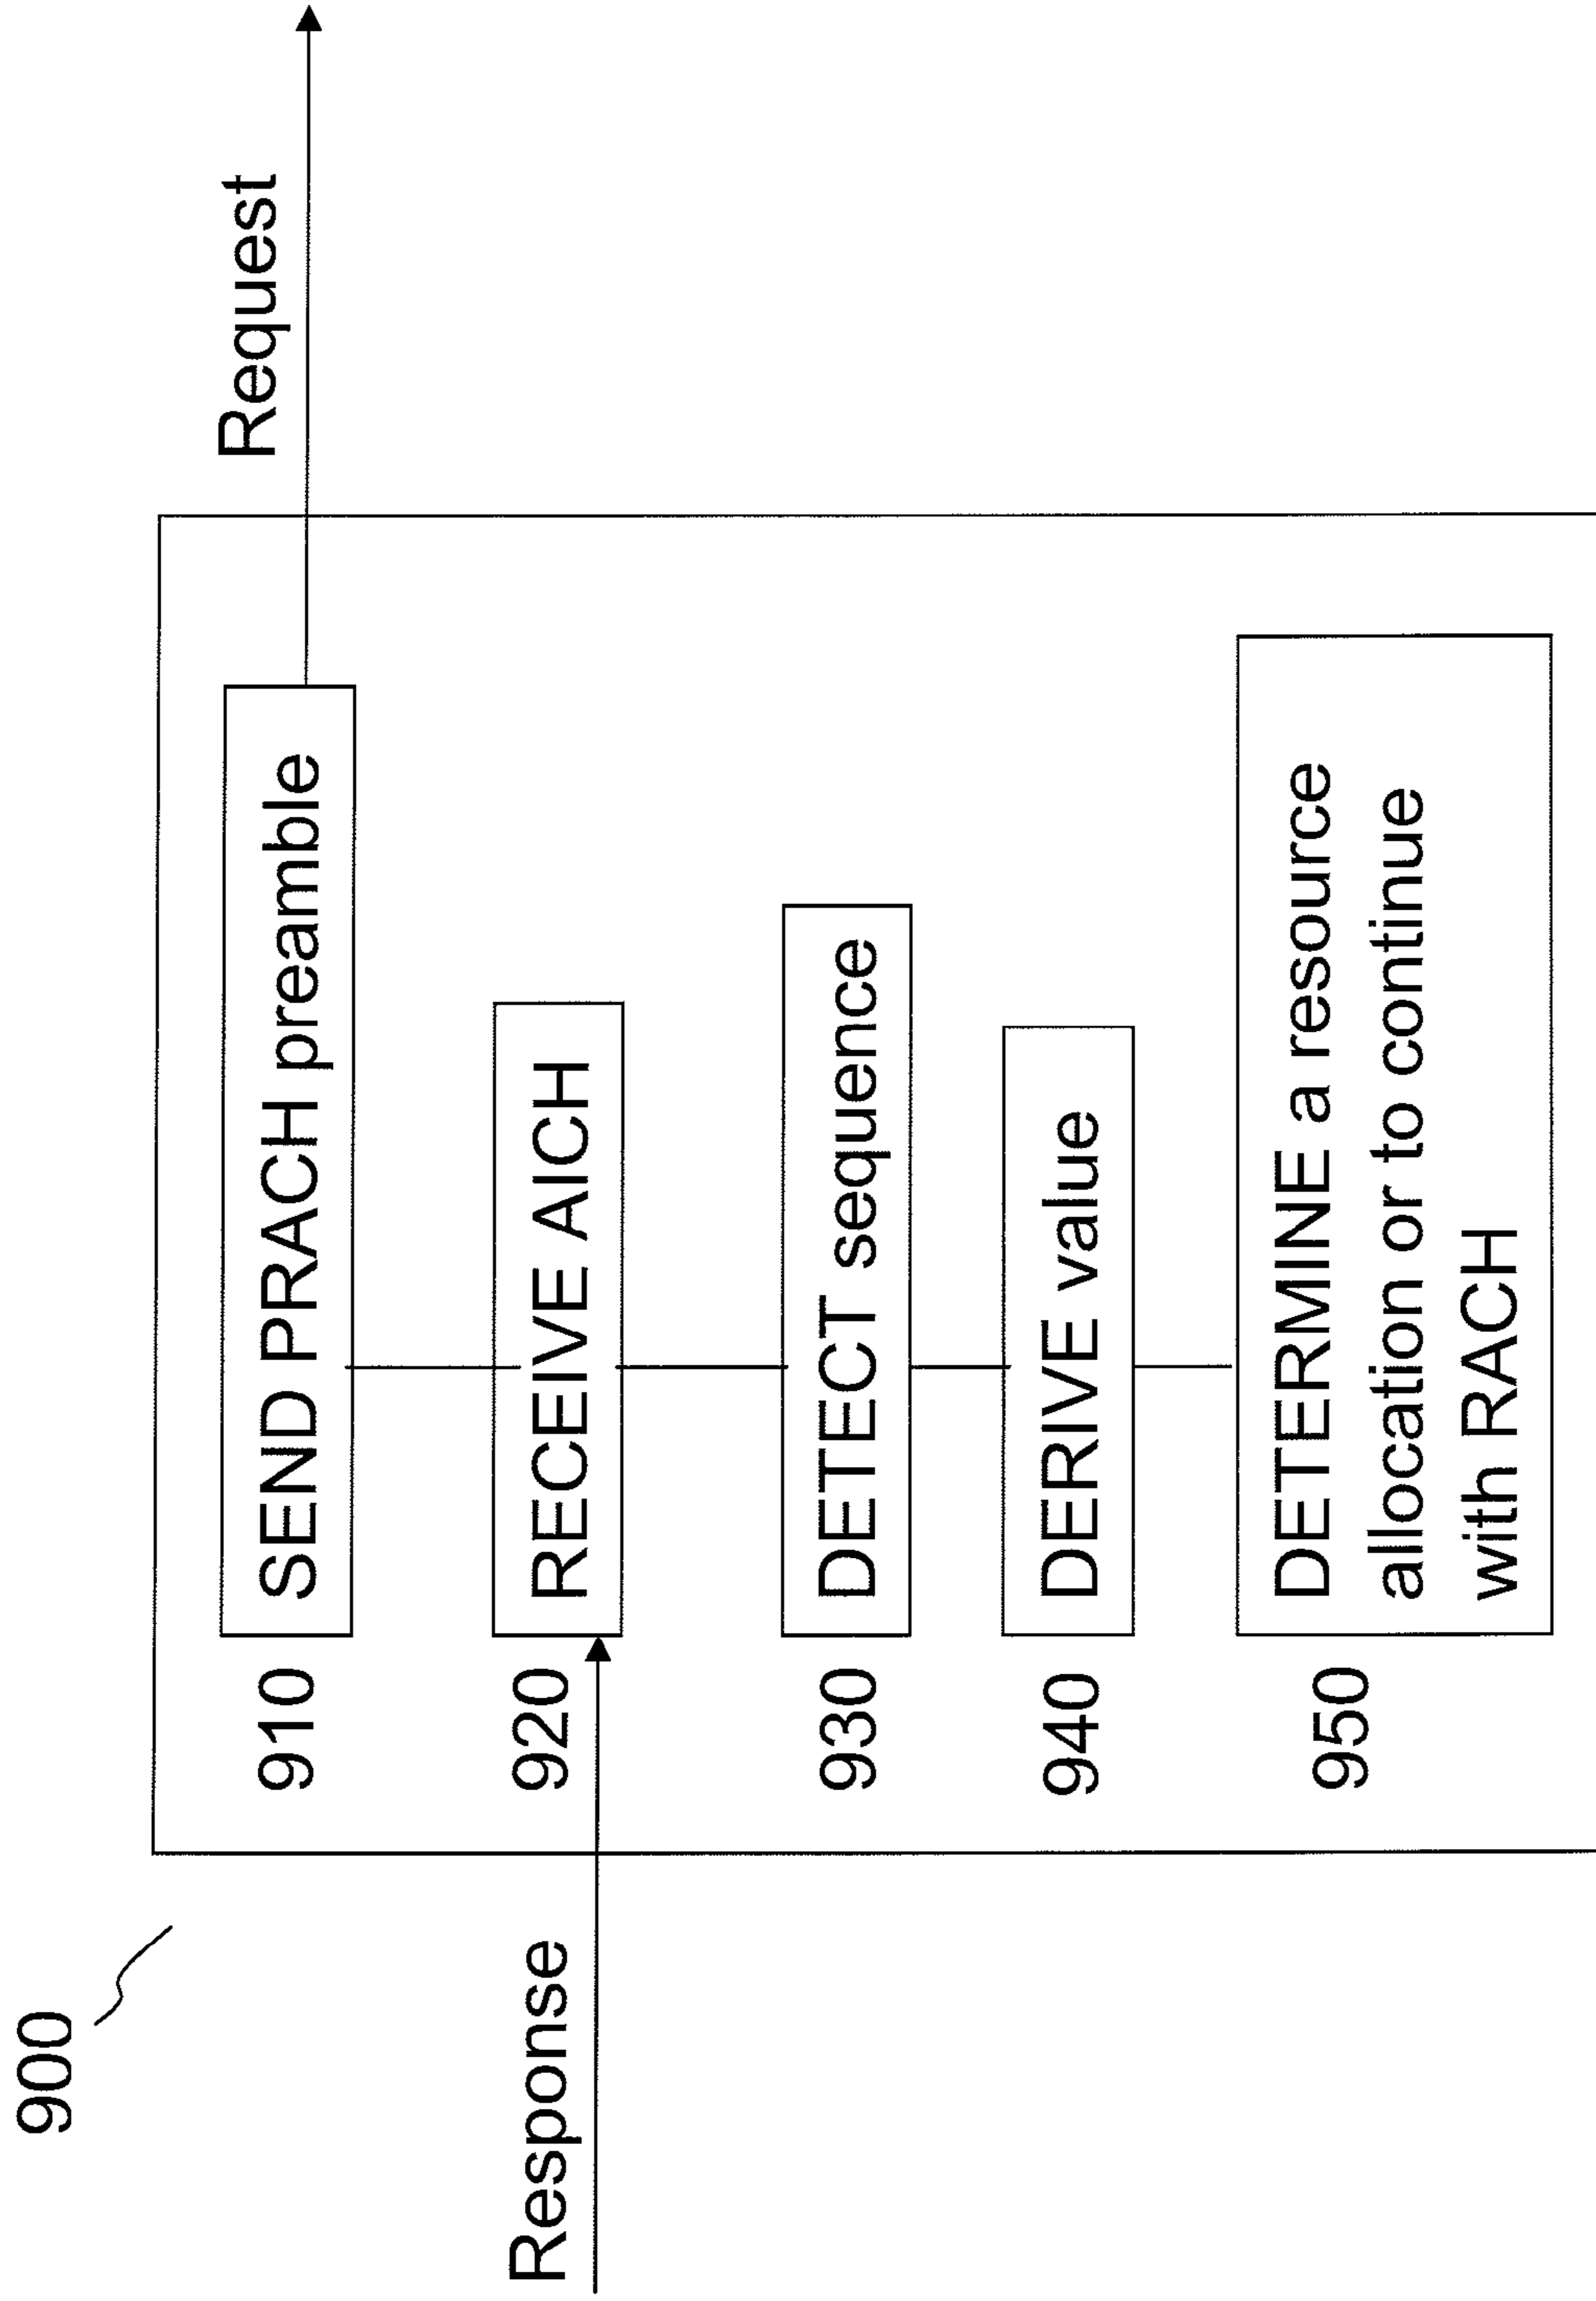 900
Request
910 SEND PRACH preamble
Response
920 RECEIVE AICH
930 DETECT sequence
940 DERIVE value
950 DETERMINE a resource
allocation or to continue
with RACH